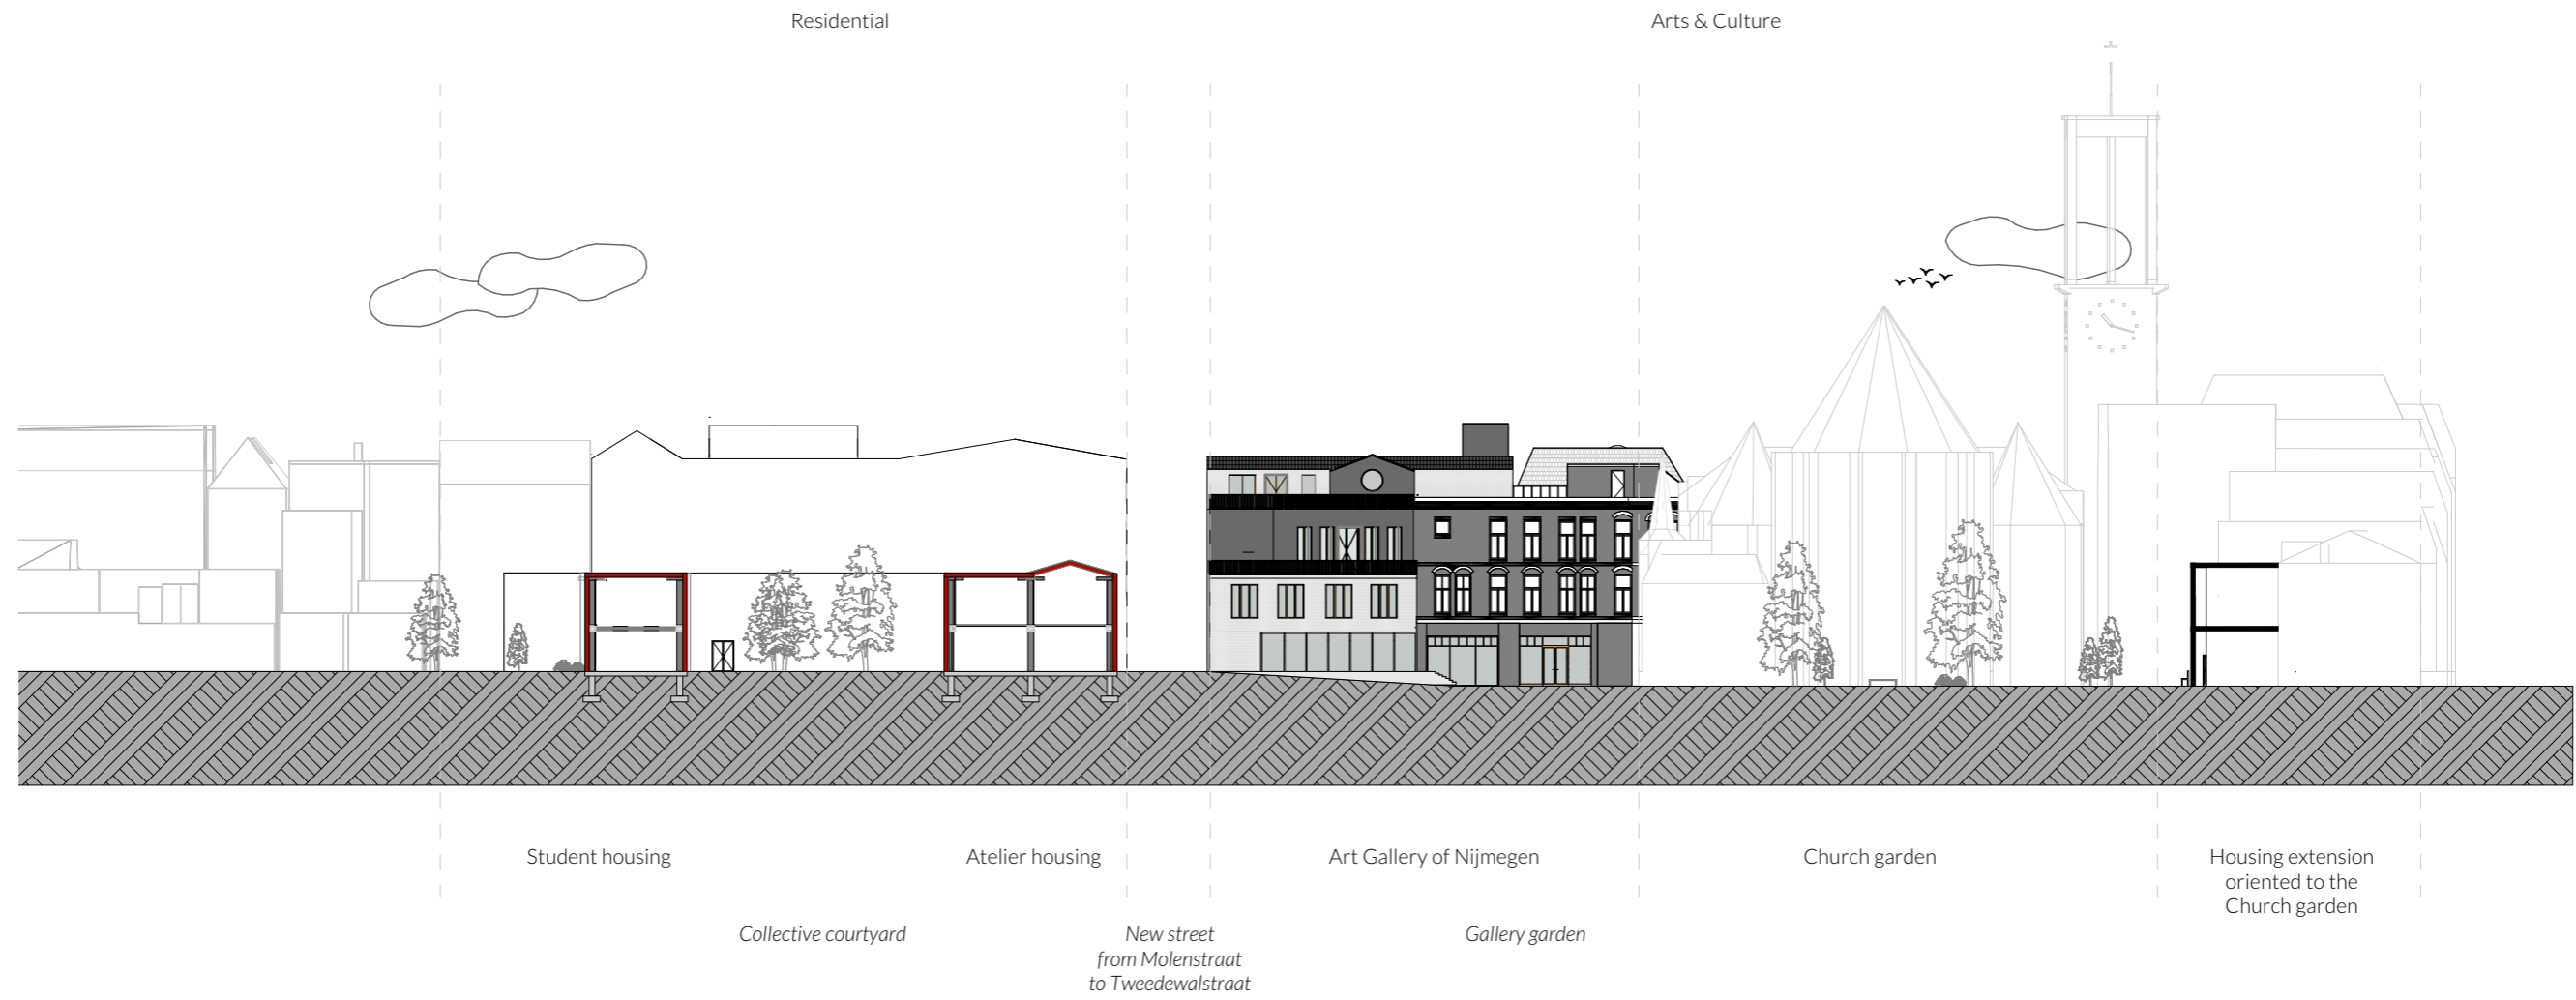 Residential
Arts & Culture
Student housing
Atelier housing
Art Gallery of Nijmegen
Church garden
Housing extension
oriented to the
Church garden
Collective courtyard
New street
from Molenstraat
to Tweedewalstraat
Gallery garden